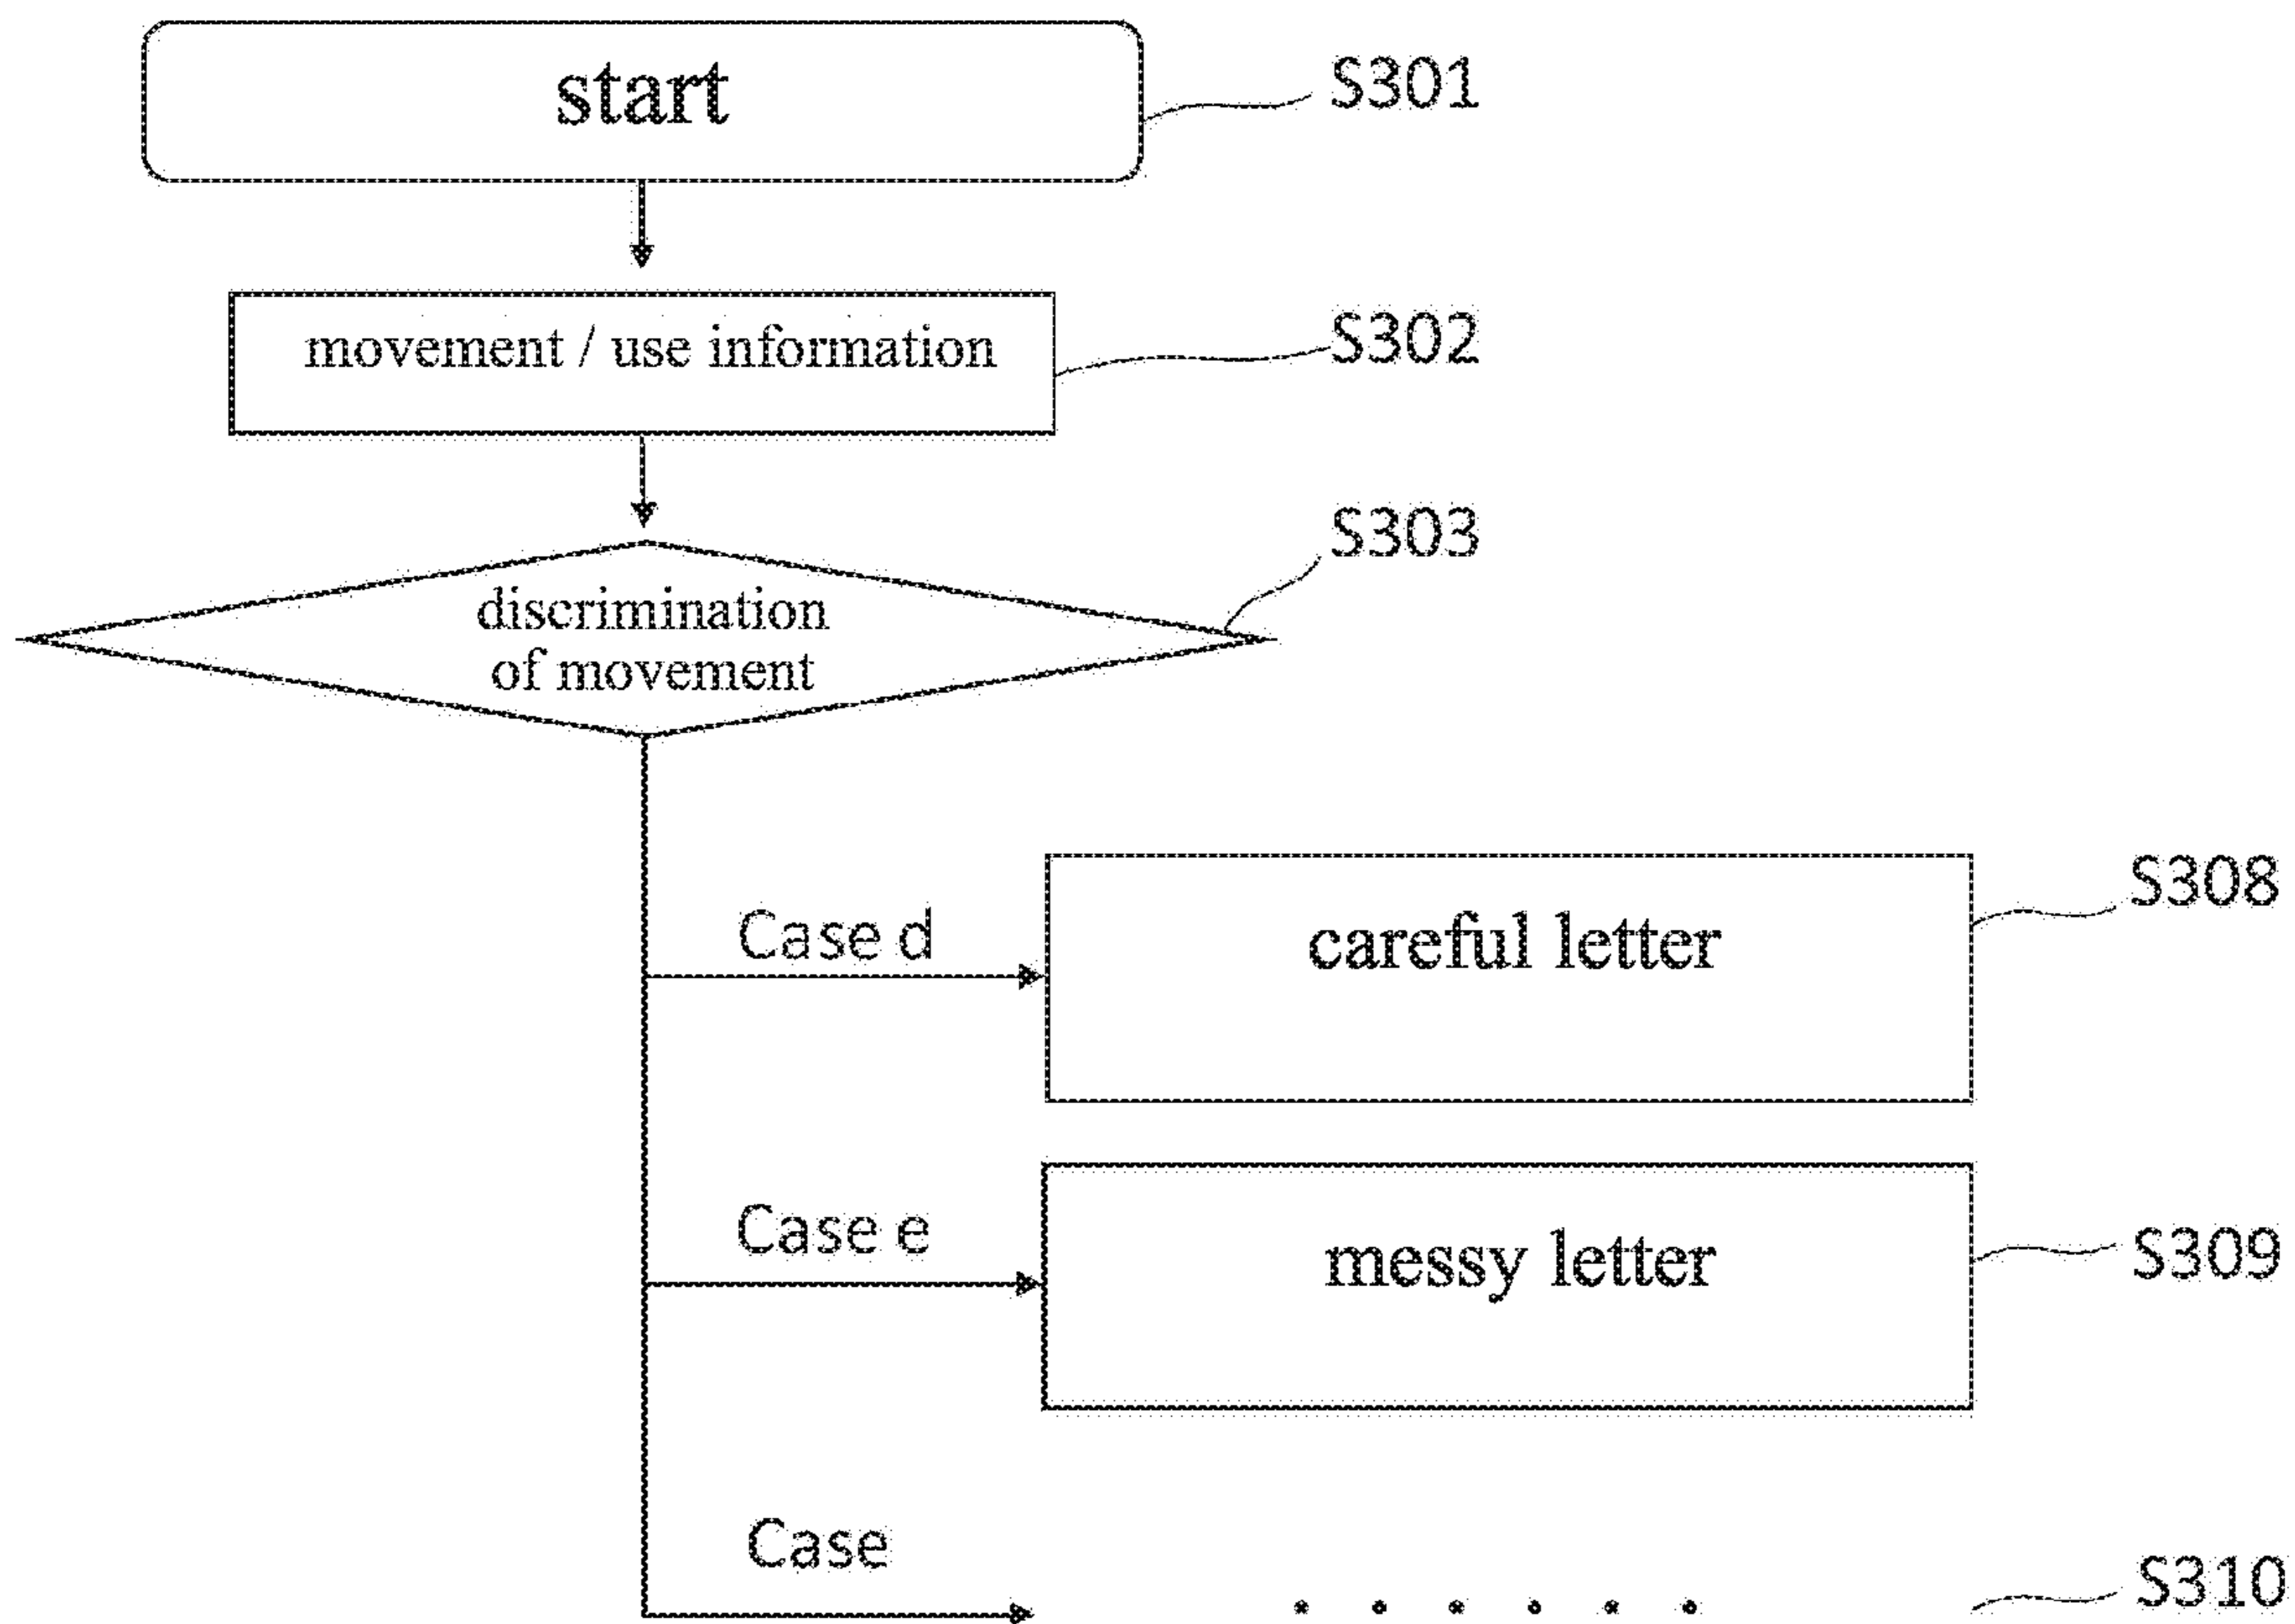 start
S301
movement / use information
S302
S303
discrimination
of movement
Case d
careful letter
S308
Case e
messy letter
S309
Case
......
S310